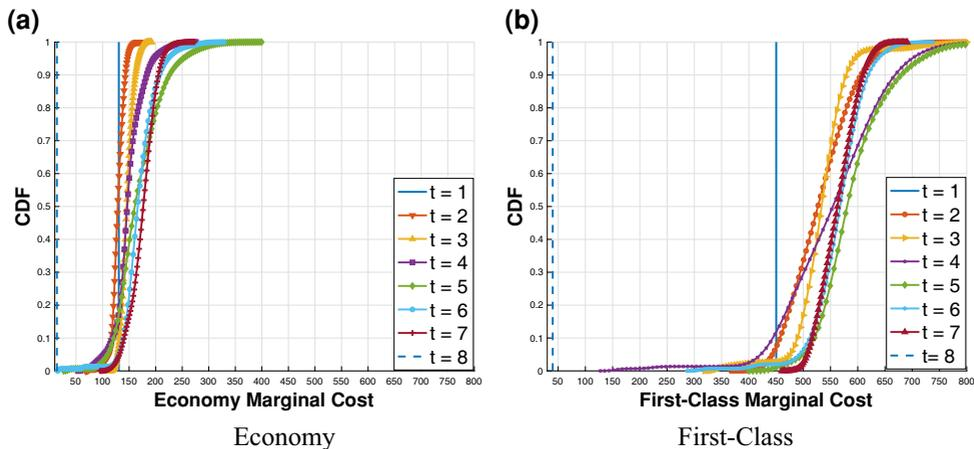 (a)
CDF
1
0.9
0.8
0.7
0.6
0.5
0.4
0.3
0.2
0.1
0
50 100 150 200 250 300 350 400 450 500 550 600 650 700 800
Economy Marginal Cost
t = 1
t = 2
t = 3
t = 4
t = 5
t = 6
t = 7
t = 8
Economy
(b)
CDF
1
0.9
0.8
0.7
0.6
0.5
0.4
0.3
0.2
0.1
0
50 100 150 200 250 300 350 400 450 500 550 600 650 700 800
First-Class Marginal Cost
t = 1
t = 2
t = 3
t = 4
t = 5
t = 6
t = 7
t= 8
First-Class